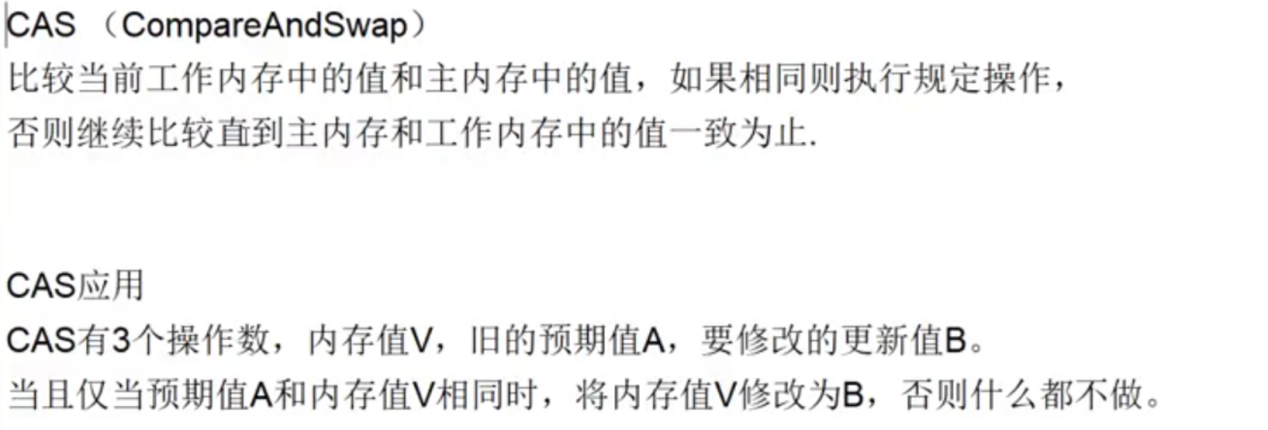 CAS （CompareAndSwap）
比较当前工作内存中的值和主内存中的值，如果相同则执行规定操作，
否则继续比较直到主内存和工作内存中的值一致为止.
CAS应用
CAS有3个操作数，内存值V，旧的预期值A，要修改的更新值B。
当且仅当预期值A和内存值V相同时，将内存值V修改为B，否则什么都不做。